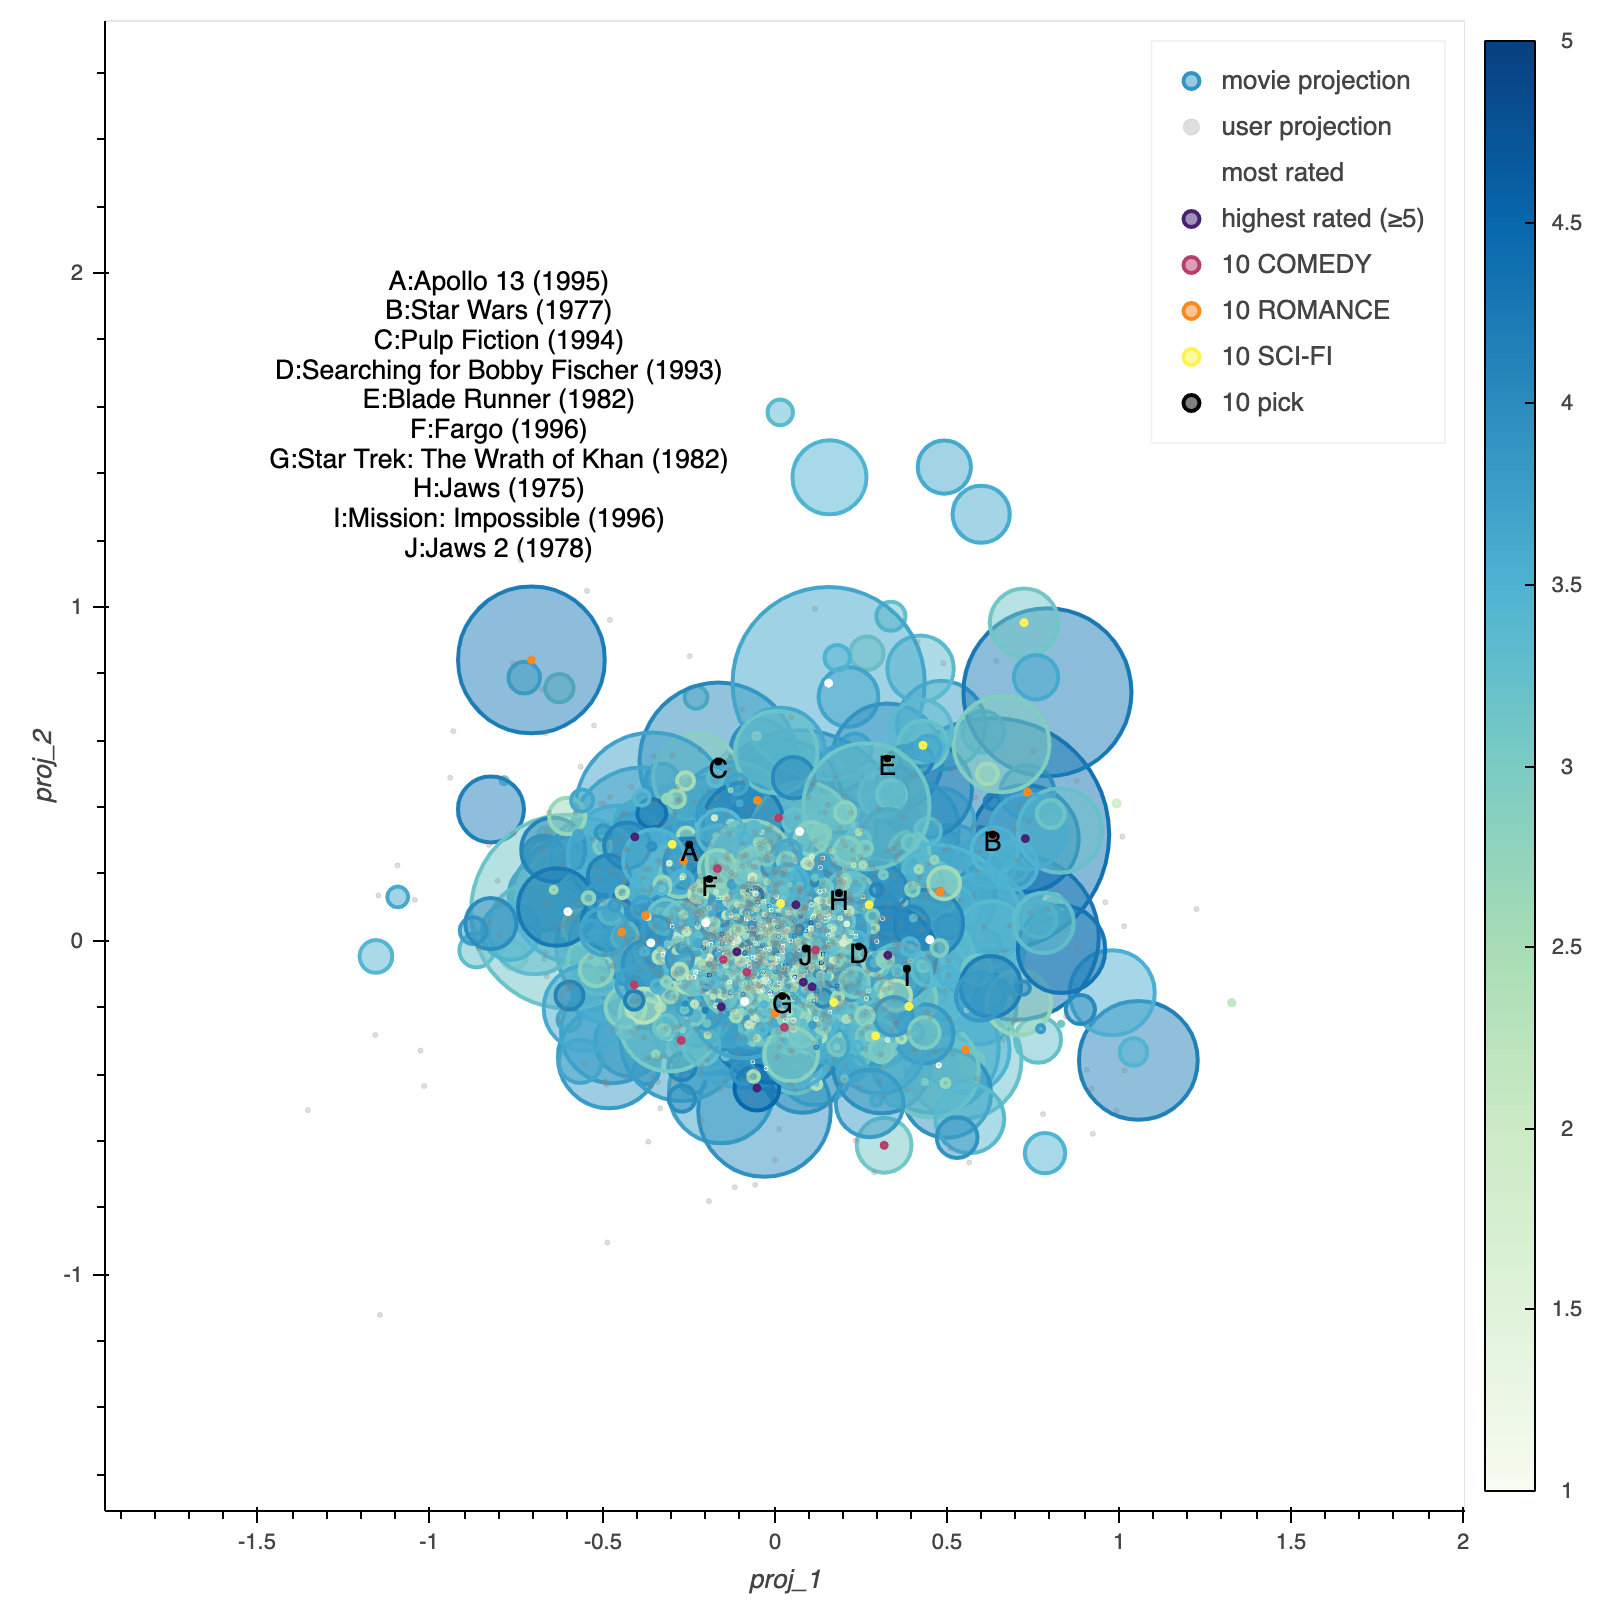 movie projection
user projection
most rated
highest rated (≥5)
10 COMEDY
10 ROMANCE
10 SCI-FI
10 pick
A:Apollo 13 (1995)
B:Star Wars (1977)
C:Pulp Fiction (1994)
D:Searching for Bobby Fischer (1993)
E:Blade Runner (1982)
F:Fargo (1996)
G:Star Trek: The Wrath of Khan (1982)
H:Jaws (1975)
I:Mission: Impossible (1996)
J:Jaws 2 (1978)
C
E
B
A
F
H
D
J
I
G
2
1
0
-1
proj_2
-1.5
-1
-0.5
0
0.5
1
1.5
2
proj_1
5
4.5
4
3.5
3
2.5
2
1.5
1